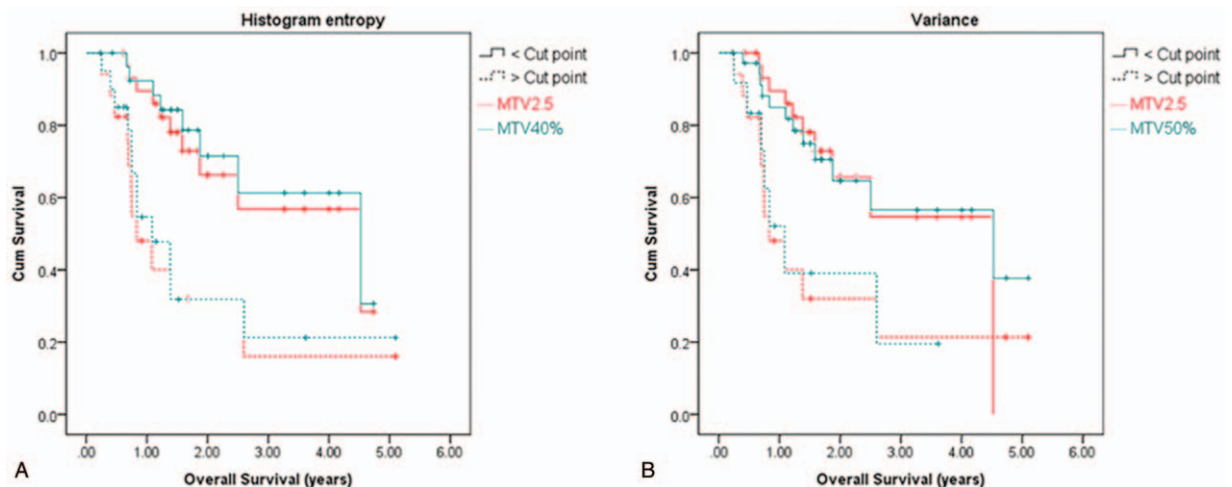 Histogram entropy
1.0
0.8
0.6
0.4
0.2
0.0
Cum Survival
.00 1.00 2.00 3.00 4.00 5.00 6.00
Overall Survival (years)
< Cut point
> Cut point
MTV2.5
MTV40%
A
Variance
1.0
0.8
0.6
0.4
0.2
0.0
Cum Survival
.00 1.00 2.00 3.00 4.00 5.00 6.00
Overall Survival (years)
< Cut point
> Cut point
MTV2.5
MTV50%
B